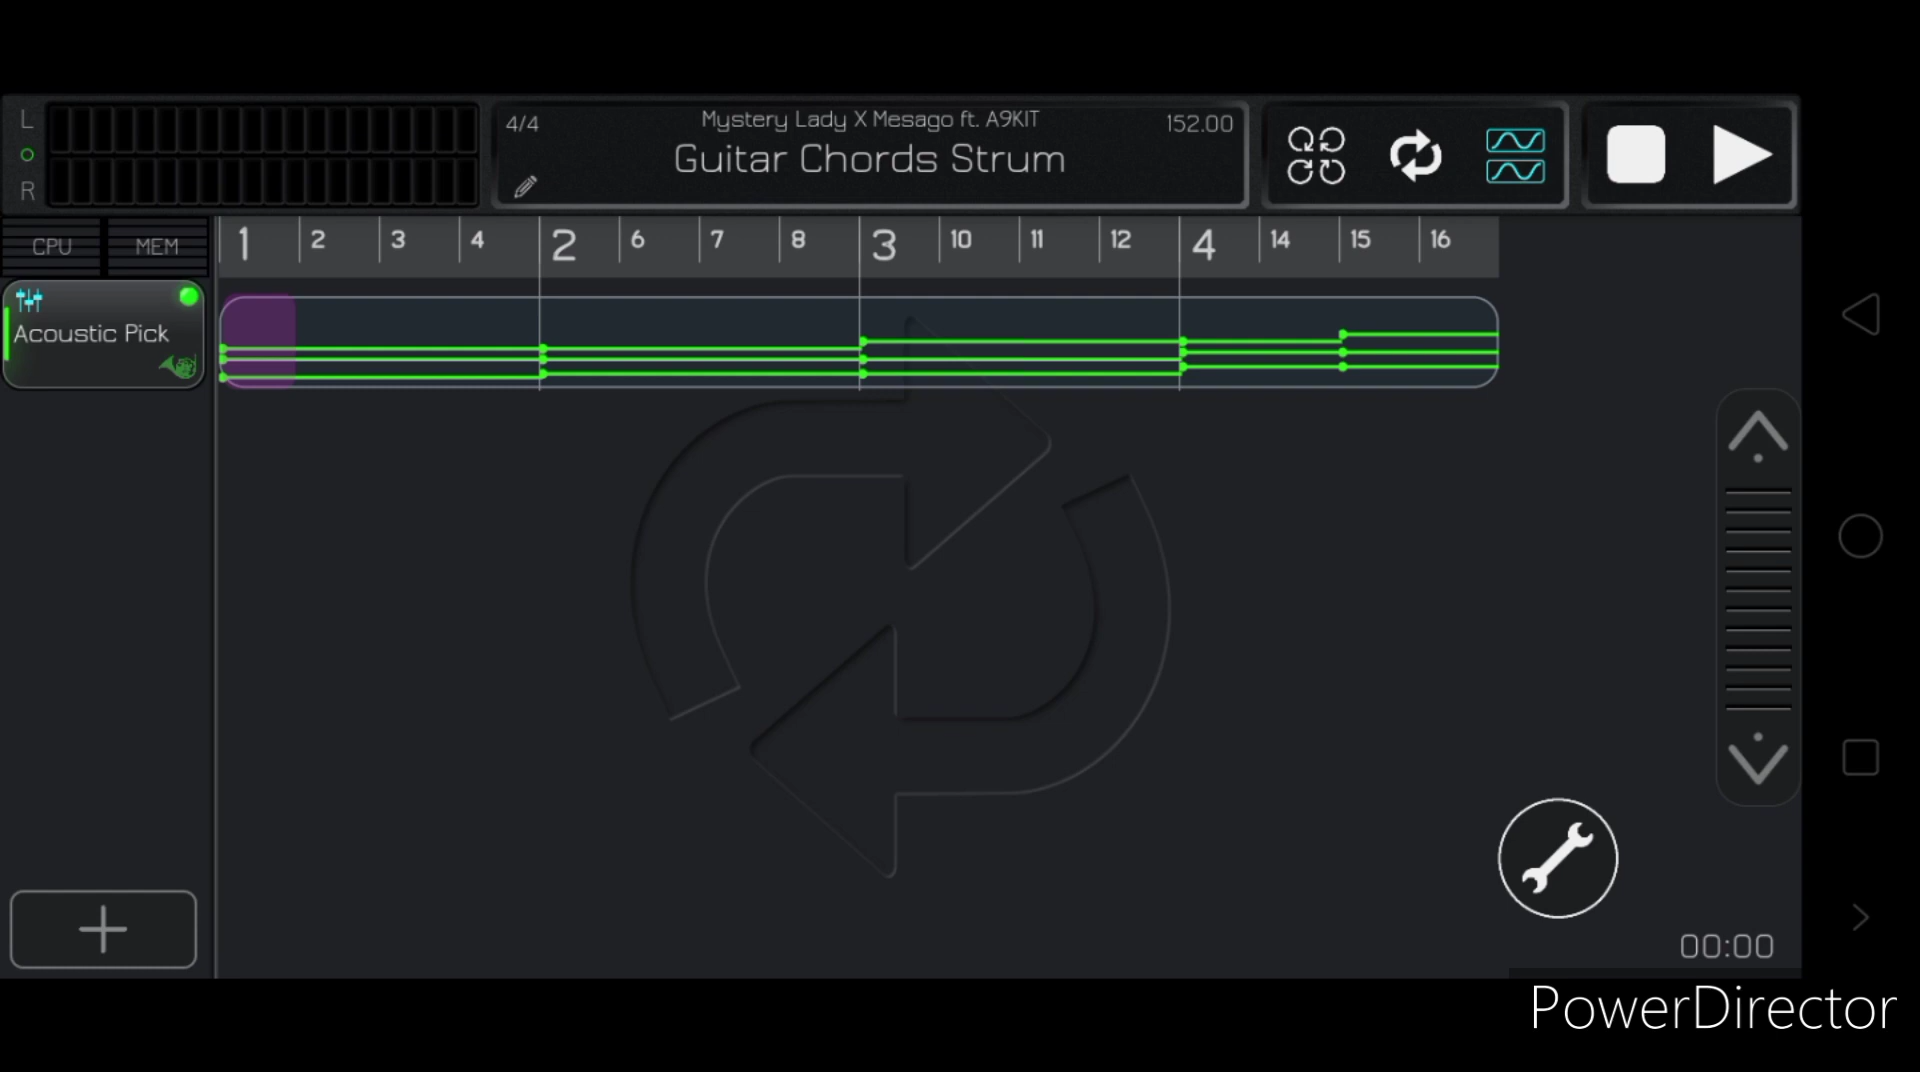 L
R
4/4
Mystery Lady X Mesago ft. A9KIT
152.00
Guitar Chords Strum
CPU
MEM
1 2 3 4 2 6 7 8 3 10 11 12 4 14 15 16
Acoustic Pick
00:00
PowerDirector